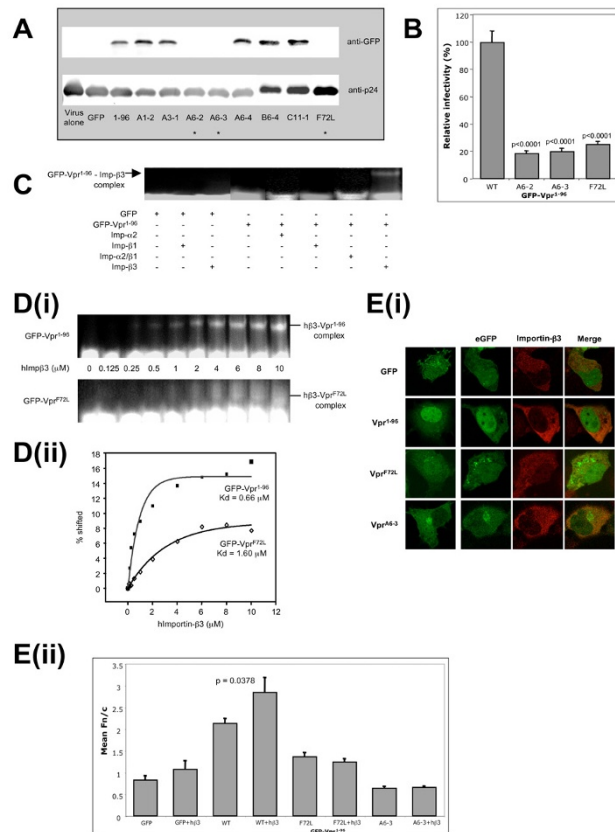 A
anti-GFP
anti-p24
Virus alone GFP 1-96 A1-2 A3-1 A6-2 A6-3 A6-4 B6-4 C11-1 F72L
* * *
B
Relative infectivity (%)
120
100
80
60
40
20
0
p<0.0001 p<0.0001 p<0.0001
WT A6-2 A6-3 F72L
GFP-Vpr¹⁻⁹⁶
C
GFP-Vpr¹⁻⁹⁶ - Imp-β3 complex
GFP + + + - - - - -
GFP-Vpr¹⁻⁹⁶ - - - + + + + +
Imp-α2 - - - - + - - -
Imp-β1 - + - - - + - -
Imp-α2/β1 - - - - - - + -
Imp-β3 - - + - - - - +
D(i)
GFP-Vpr¹⁻⁹⁶
hβ3-Vpr¹⁻⁹⁶ complex
hImpβ3 (μM) 0 0.125 0.25 0.5 1 2 4 6 8 10
GFP-Vprᶠ⁷²ᴸ
hβ3-Vprᶠ⁷²ᴸ complex
D(ii)
% shifted
18
16
14
12
10
8
6
4
2
0
GFP-Vpr¹⁻⁹⁶
Kd = 0.66 μM
GFP-Vprᶠ⁷²ᴸ
Kd = 1.60 μM
0 2 4 6 8 10 12
hImportin-β3 (μM)
E(i)
eGFP Importin-β3 Merge
GFP
Vpr¹⁻⁹⁶
Vprᶠ⁷²ᴸ
Vprᴬ⁶⁻³
E(ii)
Mean Fn/c
3.5
3
2.5
2
1.5
1
0.5
0
p = 0.0378
GFP GFP+hβ3 WT WT+hβ3 F72L F72L+hβ3 A6-3 A6-3+hβ3
GFP-Vpr¹⁻⁹⁶